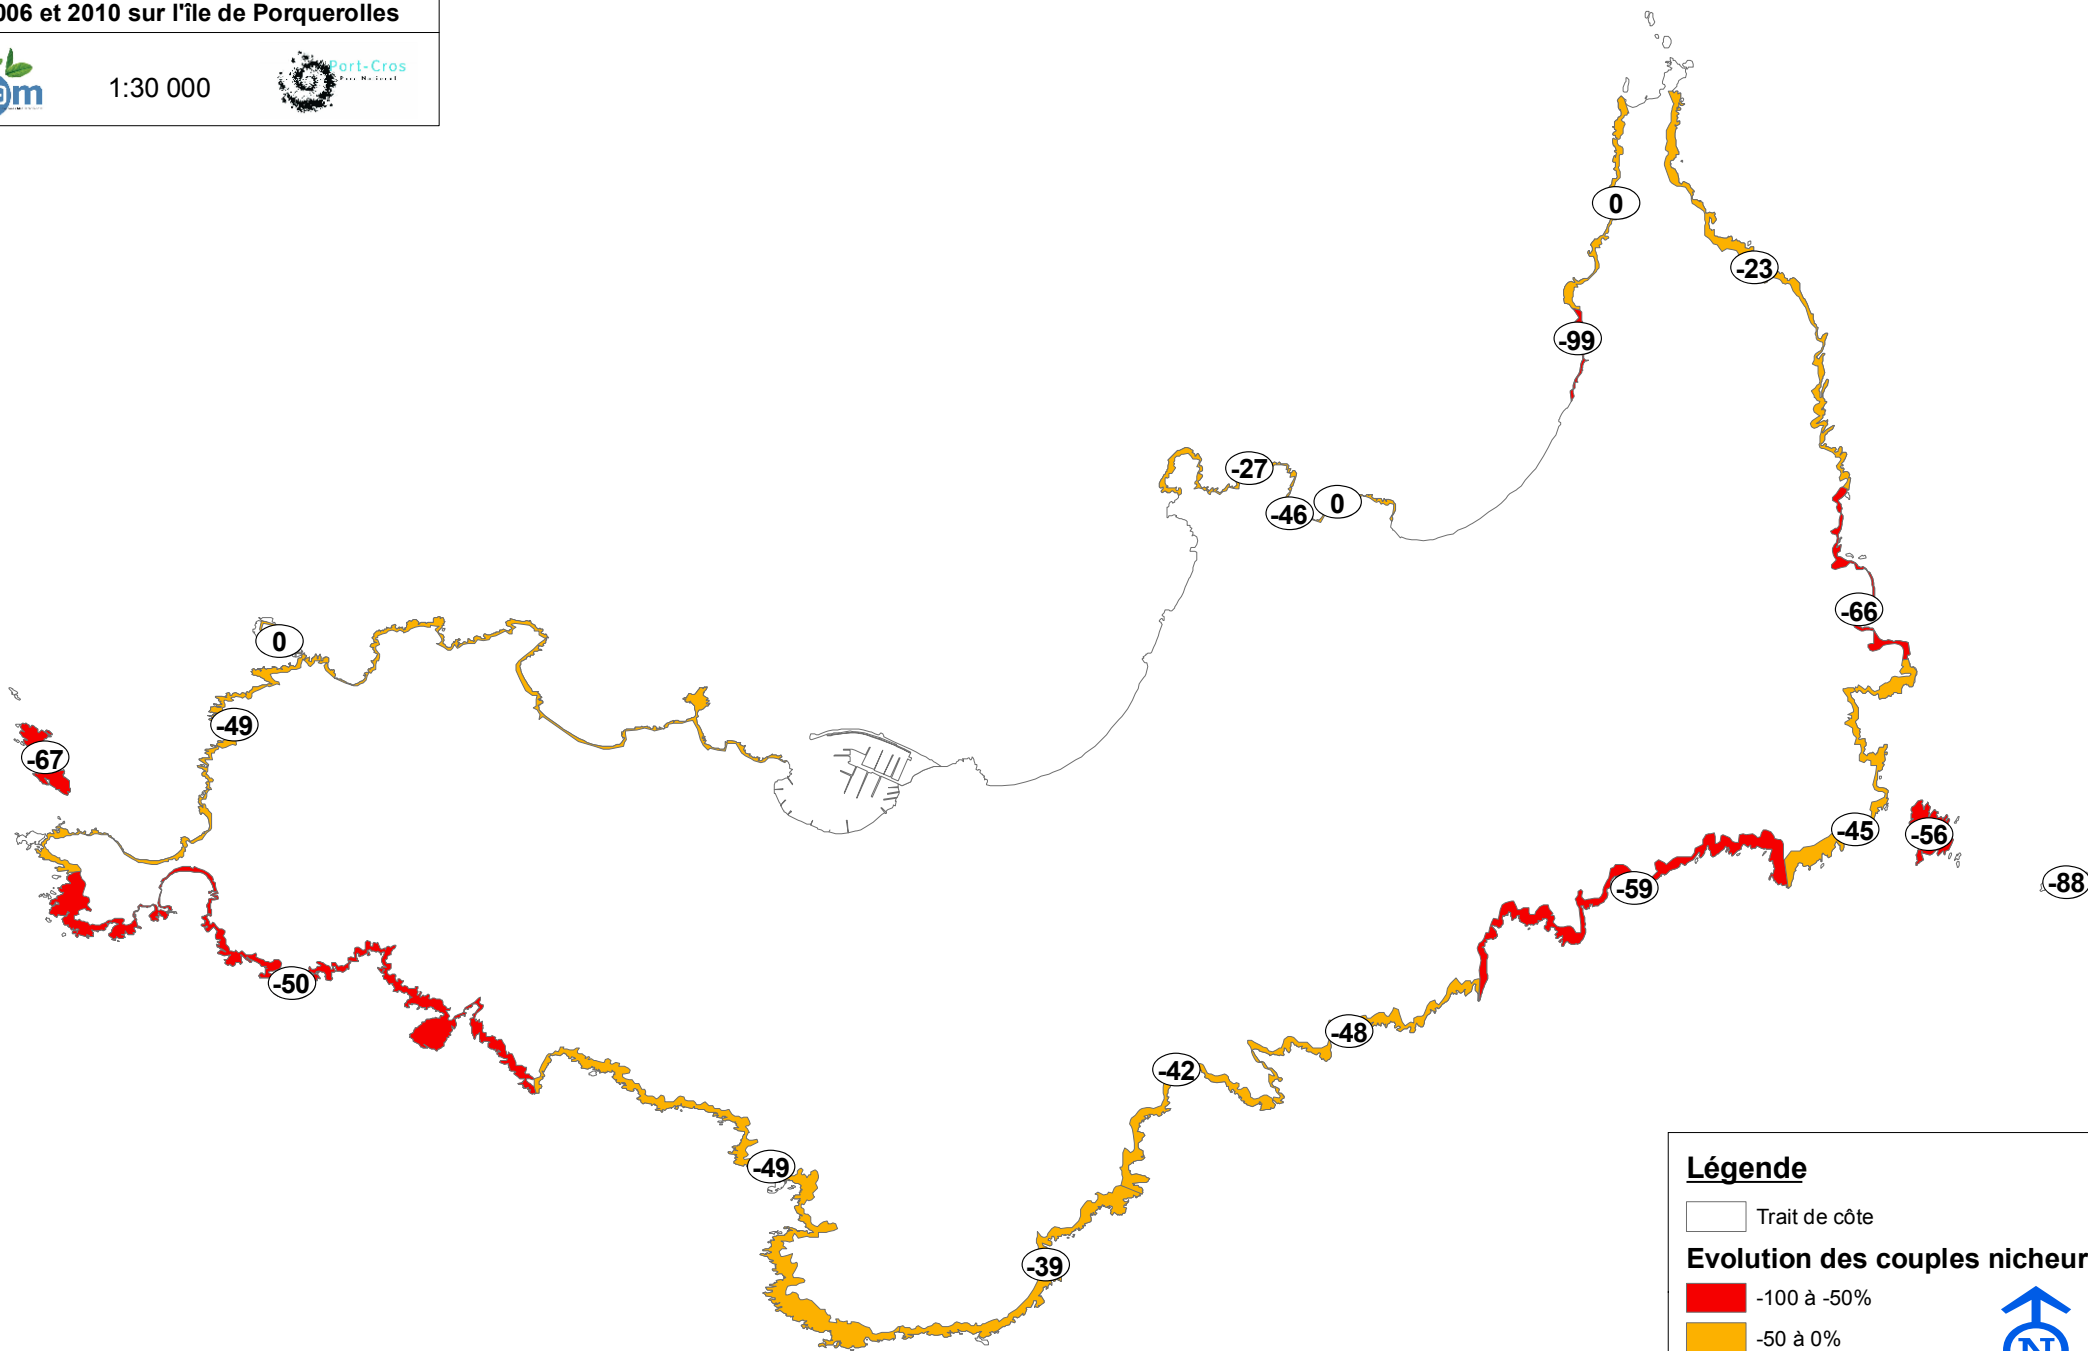 006 et 2010 sur l'île de Porquerolles
m
1:30 000
Port-Cros
Parc National
0
-23
-99
-27
-46
0
-66
0
-49
-67
-45
-56
-59
-88
-50
-48
-42
-49
-39
Légende
Trait de côte
Evolution des couples nicheur
-100 à -50%
-50 à 0%
N